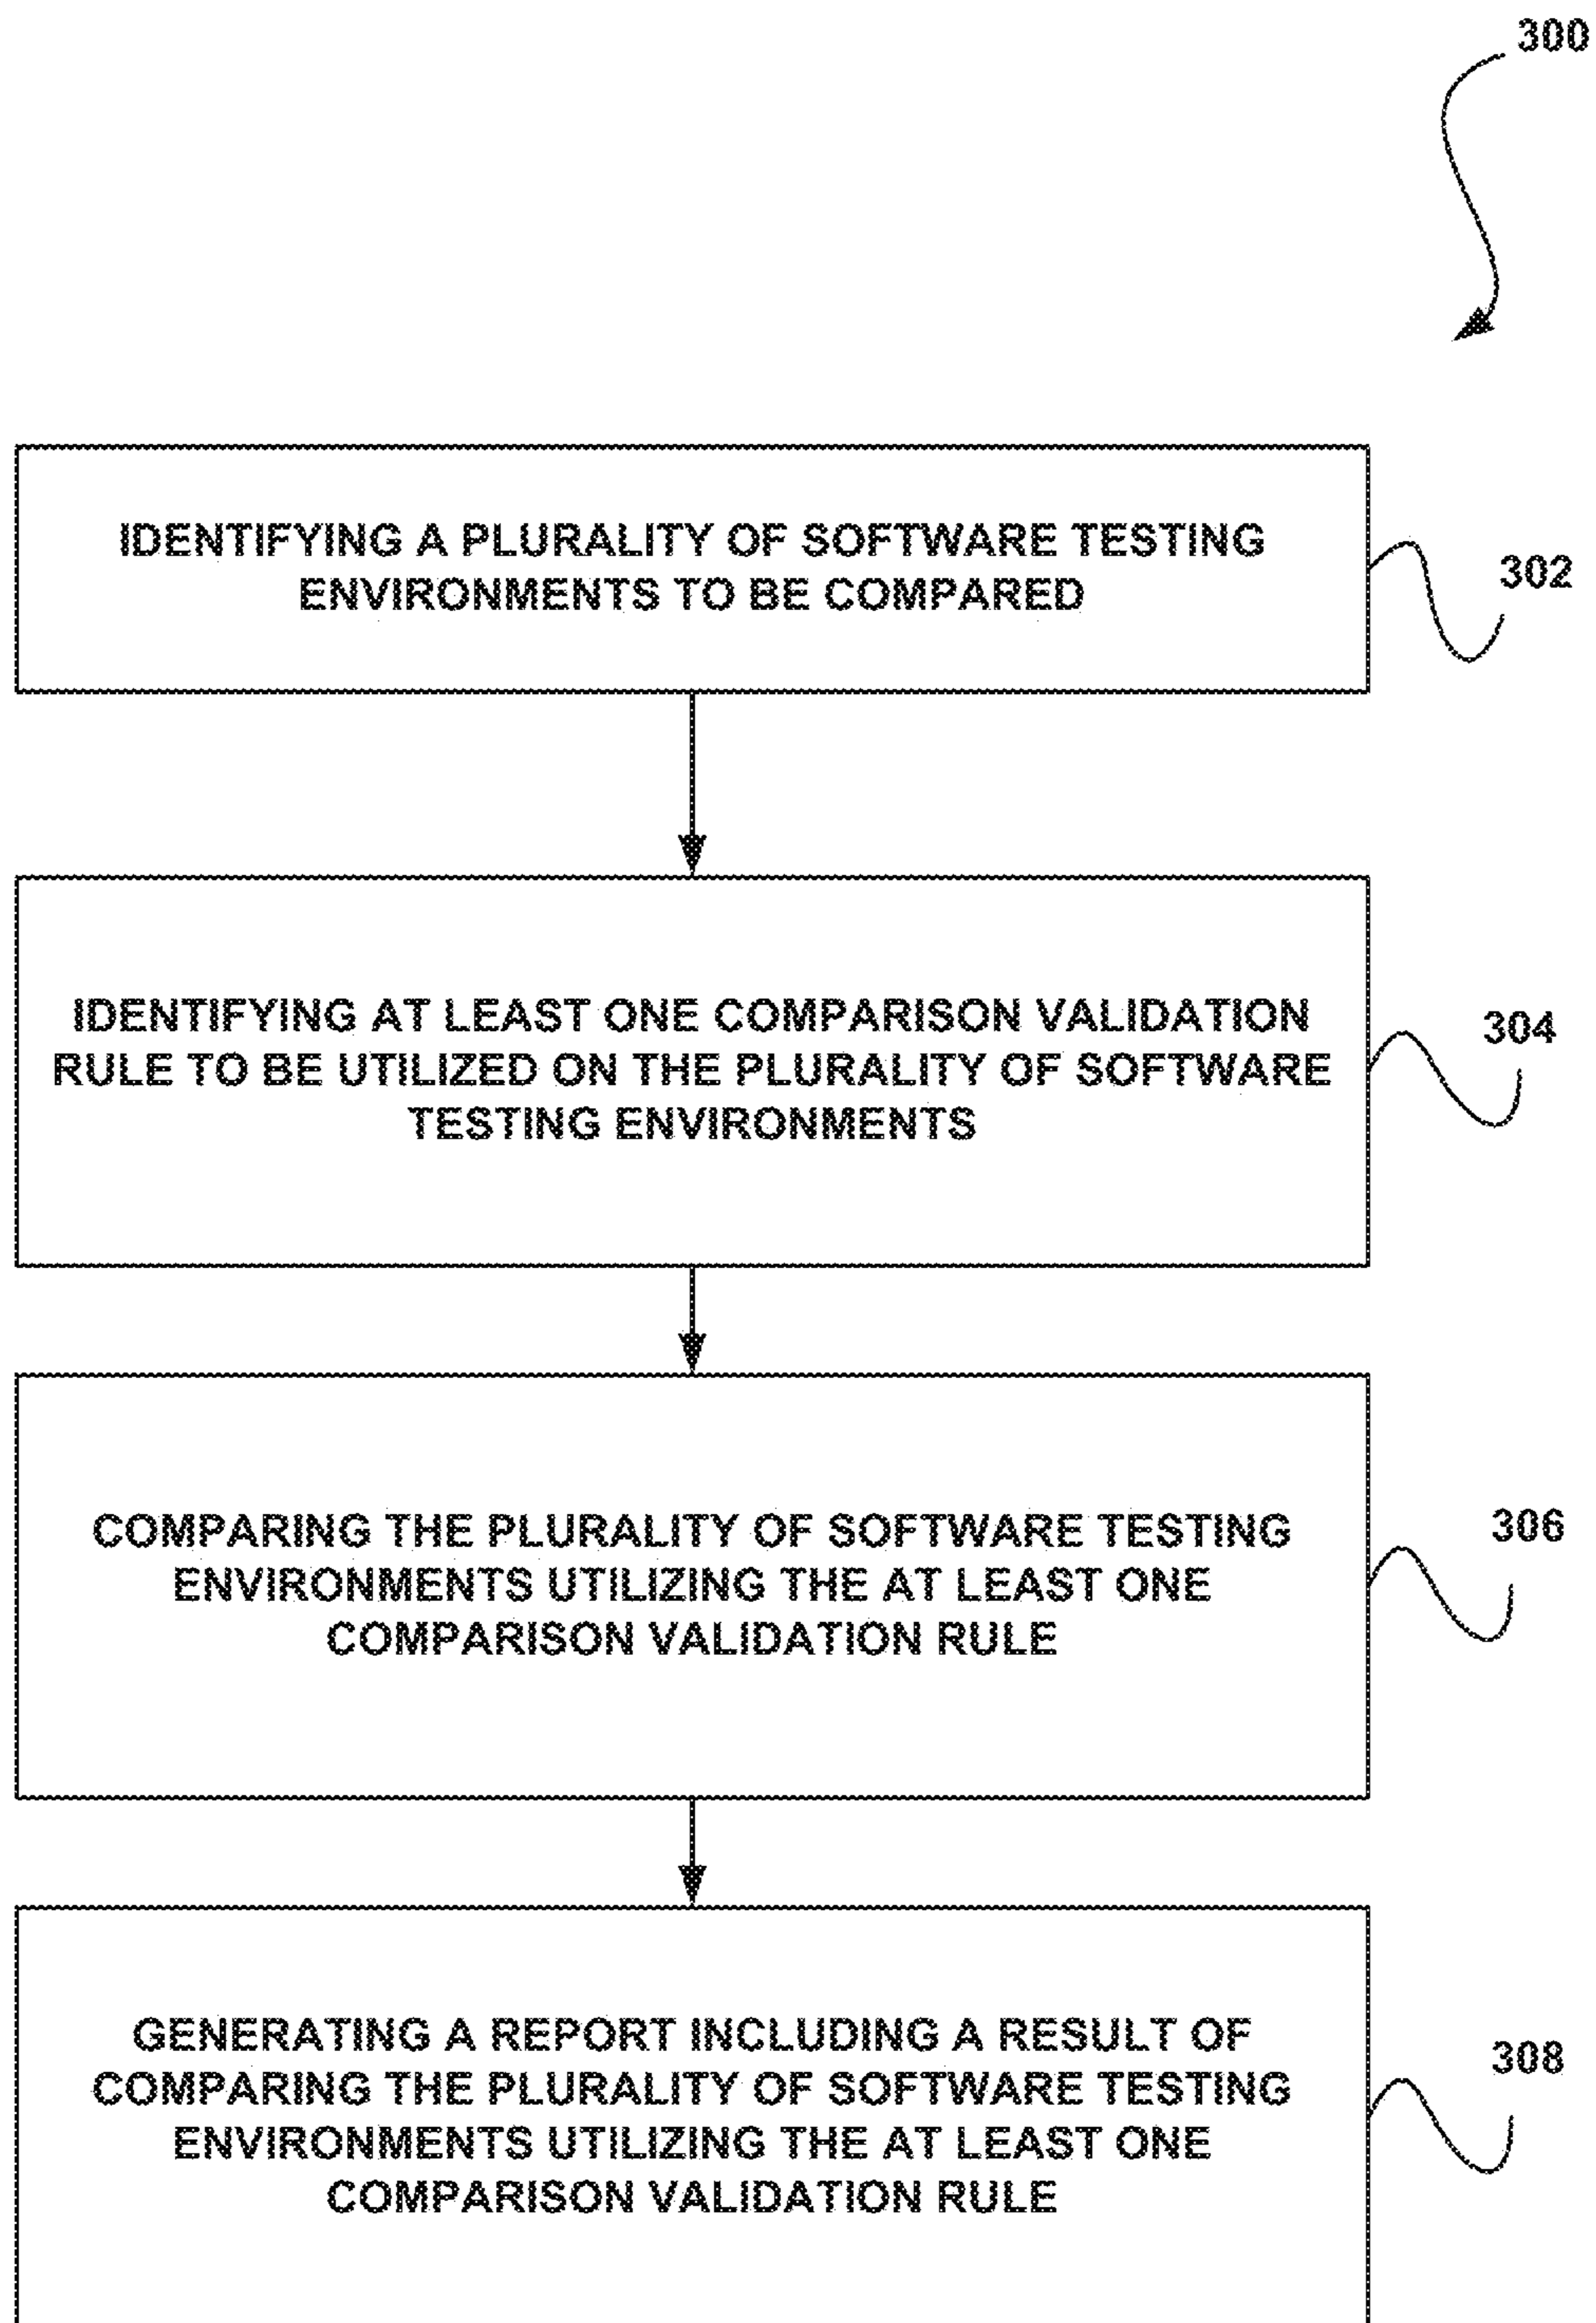 300
IDENTIFYING A PLURALITY OF SOFTWARE TESTING
ENVIRONMENTS TO BE COMPARED
302
IDENTIFYING AT LEAST ONE COMPARISON VALIDATION
RULE TO BE UTILIZED ON THE PLURALITY OF SOFTWARE
TESTING ENVIRONMENTS
304
COMPARING THE PLURALITY OF SOFTWARE TESTING
ENVIRONMENTS UTILIZING THE AT LEAST ONE
COMPARISON VALIDATION RULE
306
GENERATING A REPORT INCLUDING A RESULT OF
COMPARING THE PLURALITY OF SOFTWARE TESTING
ENVIRONMENTS UTILIZING THE AT LEAST ONE
COMPARISON VALIDATION RULE
308